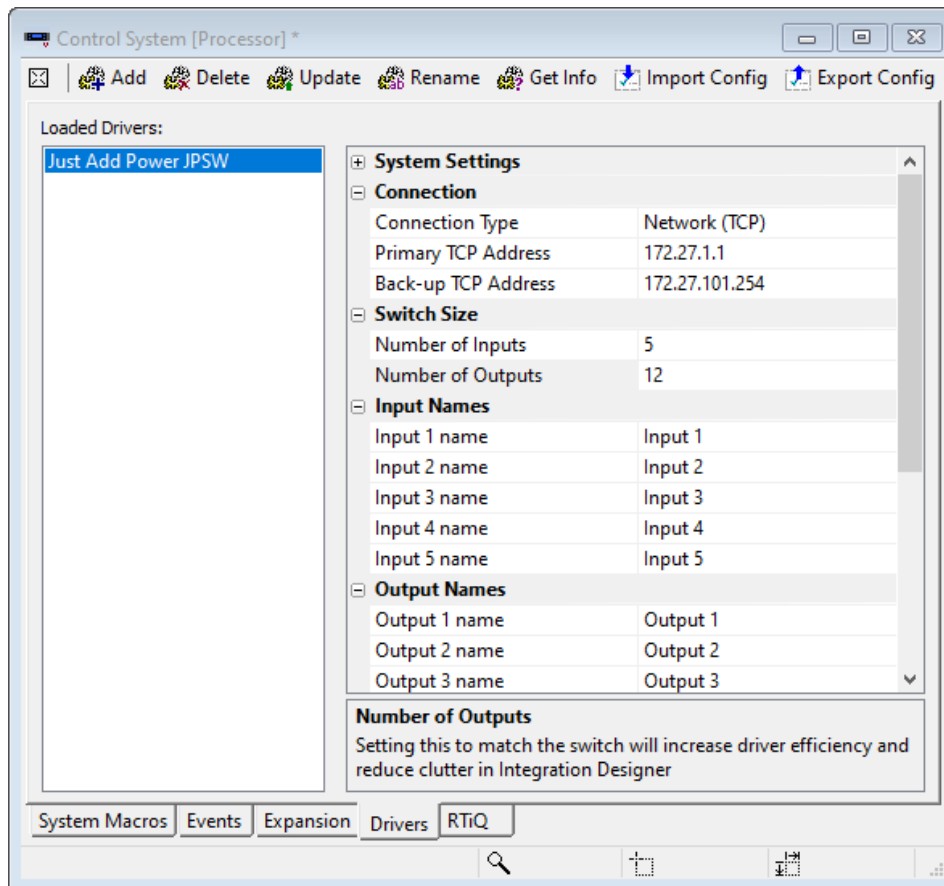 Control System [Processor] *
Add Delete Update Rename Get Info Import Config Export Config
Loaded Drivers:
Just Add Power JPSW
System Settings
Connection
Connection Type Network (TCP)
Primary TCP Address 172.27.1.1
Back-up TCP Address 172.27.101.254
Switch Size
Number of Inputs 5
Number of Outputs 12
Input Names
Input 1 name Input 1
Input 2 name Input 2
Input 3 name Input 3
Input 4 name Input 4
Input 5 name Input 5
Output Names
Output 1 name Output 1
Output 2 name Output 2
Output 3 name Output 3
Number of Outputs
Setting this to match the switch will increase driver efficiency and
reduce clutter in Integration Designer
System Macros Events Expansion Drivers RTiQ